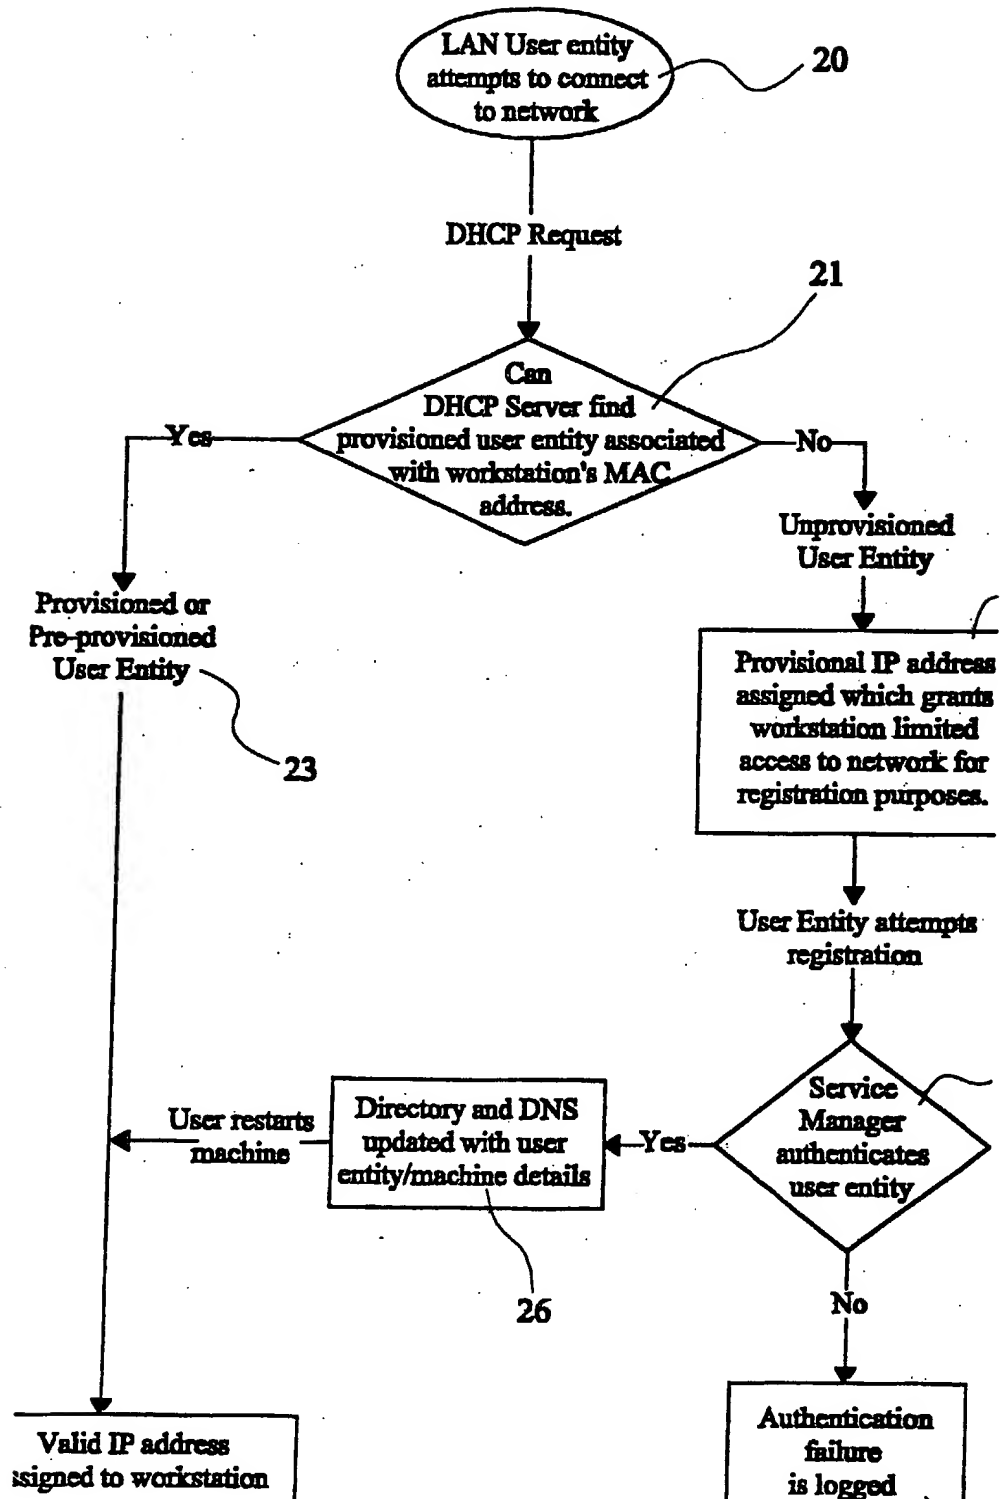 LAN User entity
attempts to connect
to network
20
DHCP Request
21
Can
DHCP Server find
provisioned user entity associated
with workstation's MAC
address.
Yes
No
Unprovisioned
User Entity
Provisioned or
Pre-provisioned
User Entity
23
Provisional IP address
assigned which grants
workstation limited
access to network for
registration purposes.
User Entity attempts
registration
Service
Manager
authenticates
user entity
Yes
Directory and DNS
updated with user
entity/machine details
User restarts
machine
26
No
Valid IP address
ssigned to workstation
Authentication
failure
is logged